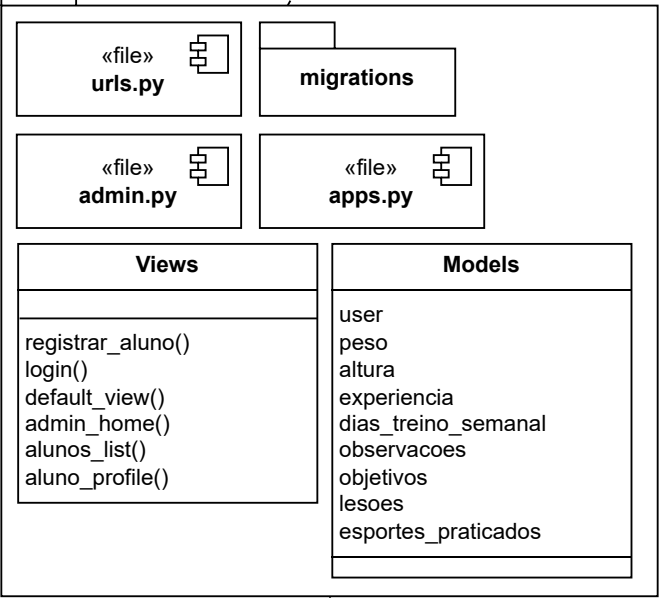 «file»
urls.py
migrations
«file»
admin.py
«file»
apps.py
Views
registrar_aluno()
login()
default_view()
admin_home()
alunos_list()
aluno_profile()
Models
user
peso
altura
experiencia
dias_treino_semanal
observacoes
objetivos
lesoes
esportes_praticados